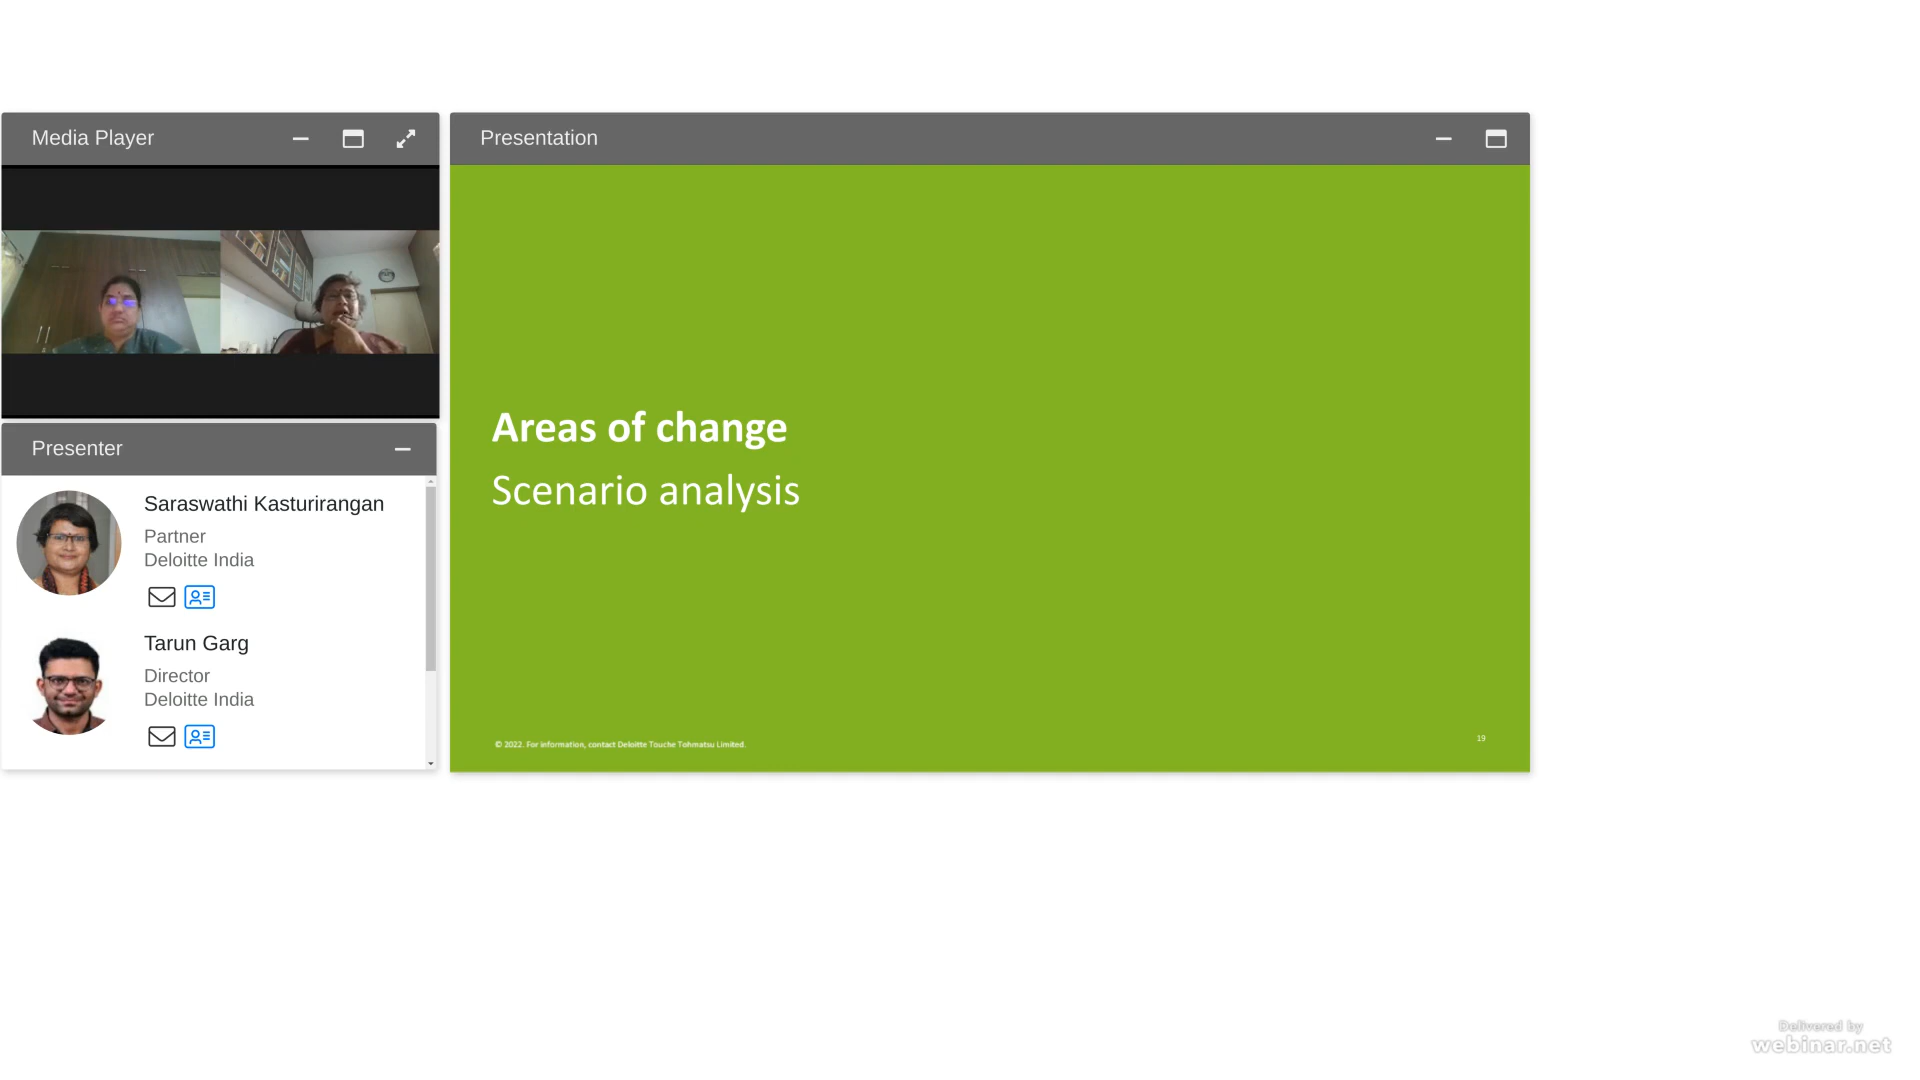 Media Player
Presentation
Areas of change
Scenario analysis
Presenter
Saraswathi Kasturirangan
Partner
Deloitte India
Tarun Garg
Director
Deloitte India
© 2022. For information, contact Deloitte Touche Tohmatsu Limited.
19
Delivered by
webinar.net